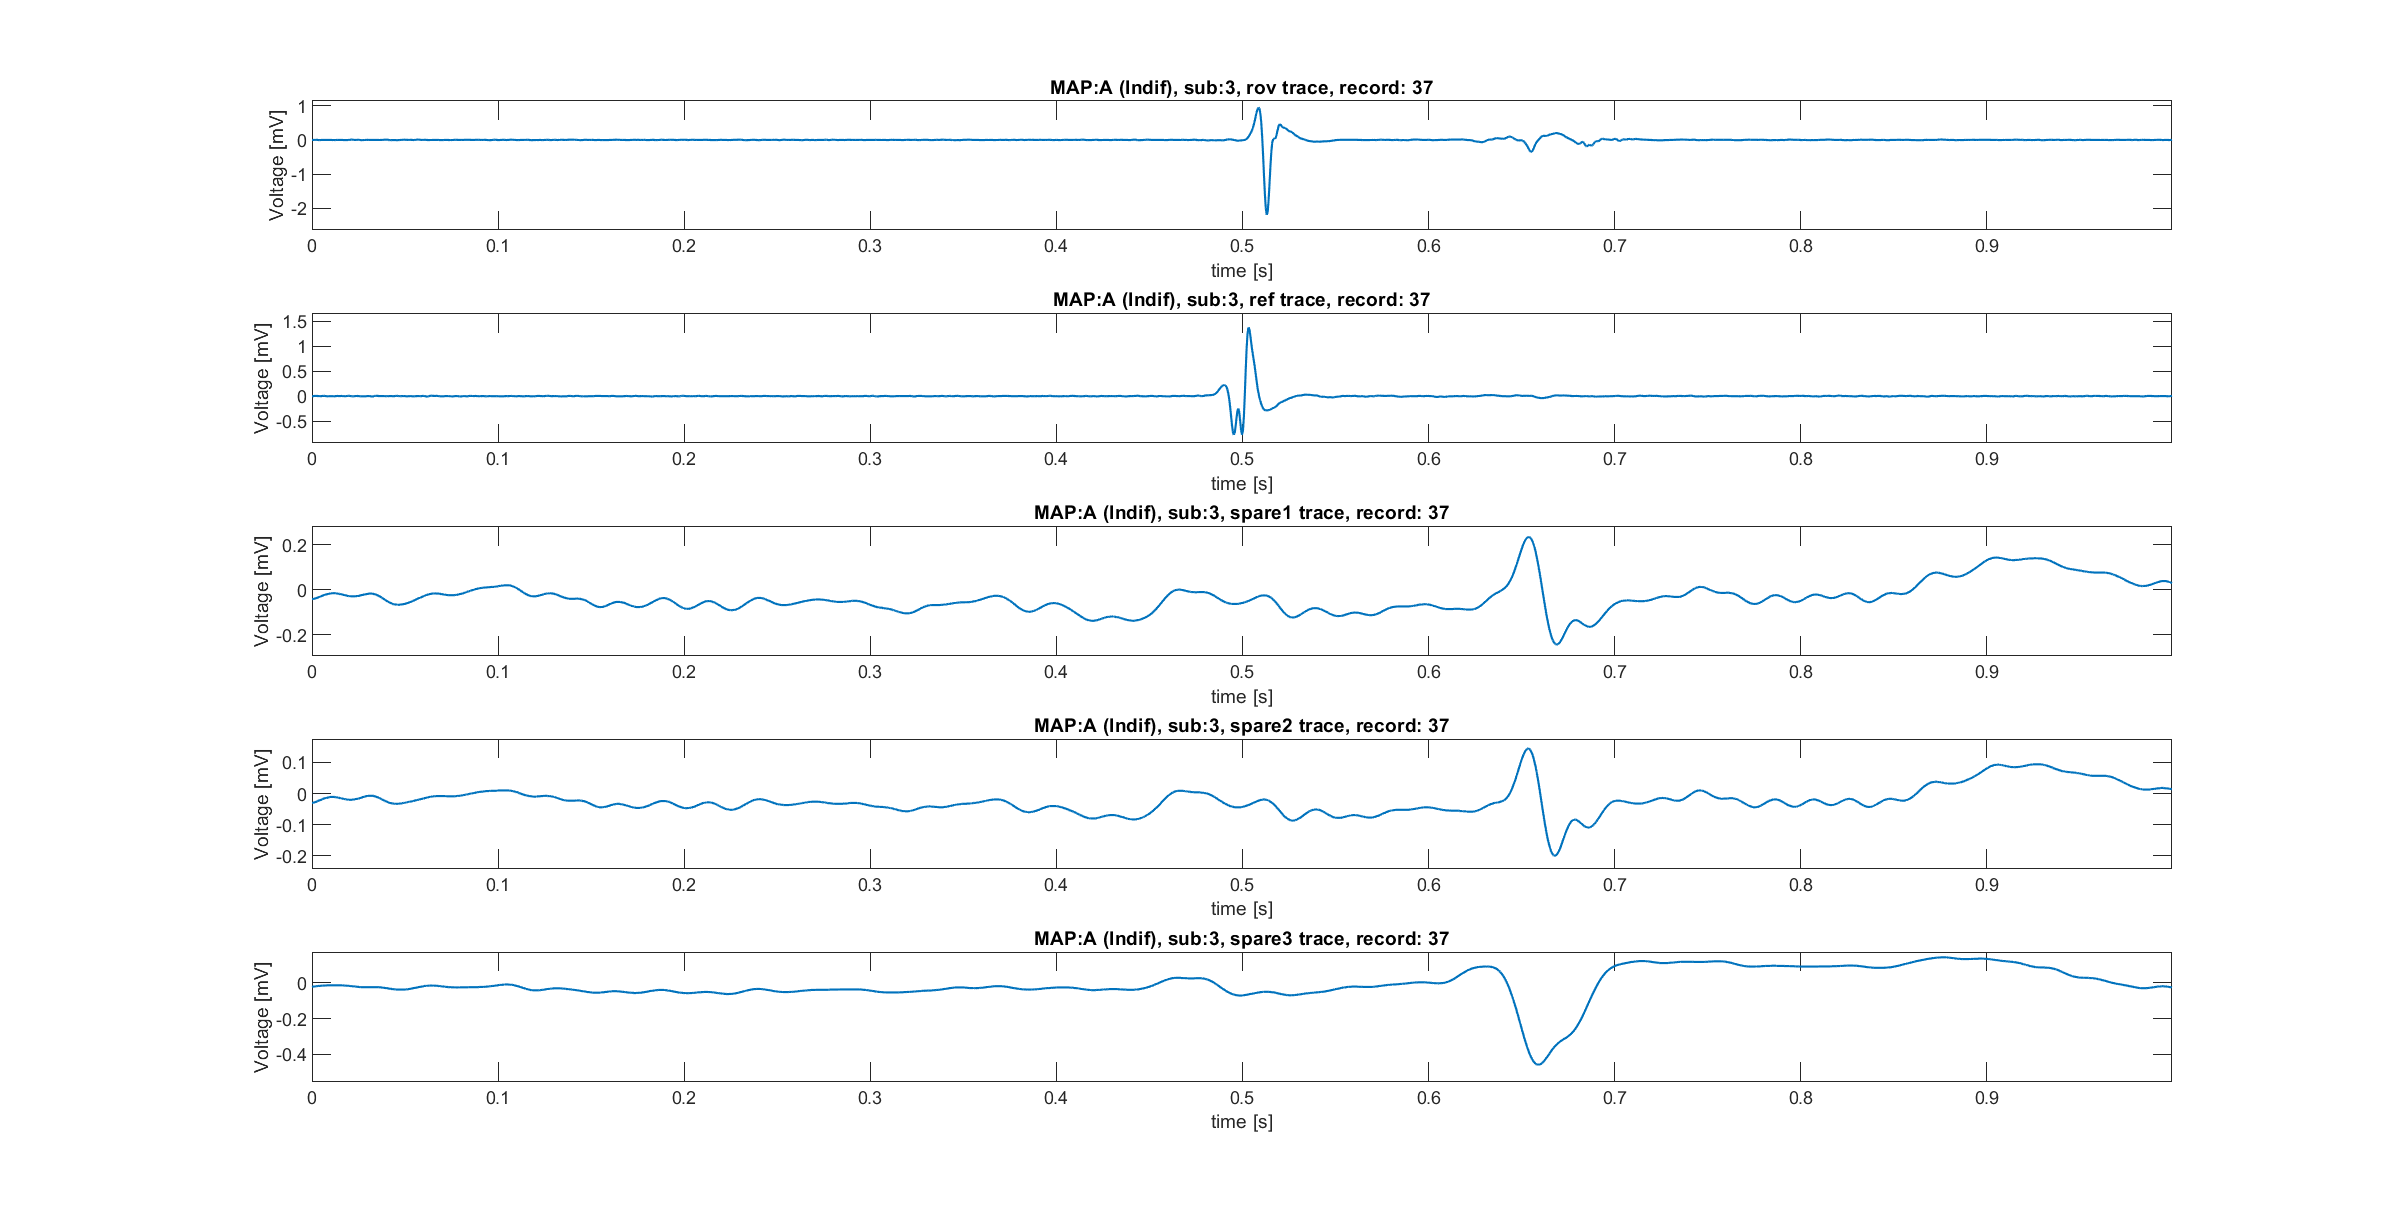 MAP:A (Indif), sub:3, rov trace, record: 37
Voltage [mV]
1
0
-1
-2
0 0.1 0.2 0.3 0.4 0.5 0.6 0.7 0.8 0.9
time [s]
MAP:A (Indif), sub:3, ref trace, record: 37
Voltage [mV]
1.5
1
0.5
0
-0.5
0 0.1 0.2 0.3 0.4 0.5 0.6 0.7 0.8 0.9
time [s]
MAP:A (Indif), sub:3, spare1 trace, record: 37
Voltage [mV]
0.2
0
-0.2
0 0.1 0.2 0.3 0.4 0.5 0.6 0.7 0.8 0.9
time [s]
MAP:A (Indif), sub:3, spare2 trace, record: 37
Voltage [mV]
0.1
0
-0.1
-0.2
0 0.1 0.2 0.3 0.4 0.5 0.6 0.7 0.8 0.9
time [s]
MAP:A (Indif), sub:3, spare3 trace, record: 37
Voltage [mV]
0
-0.2
-0.4
0 0.1 0.2 0.3 0.4 0.5 0.6 0.7 0.8 0.9
time [s]